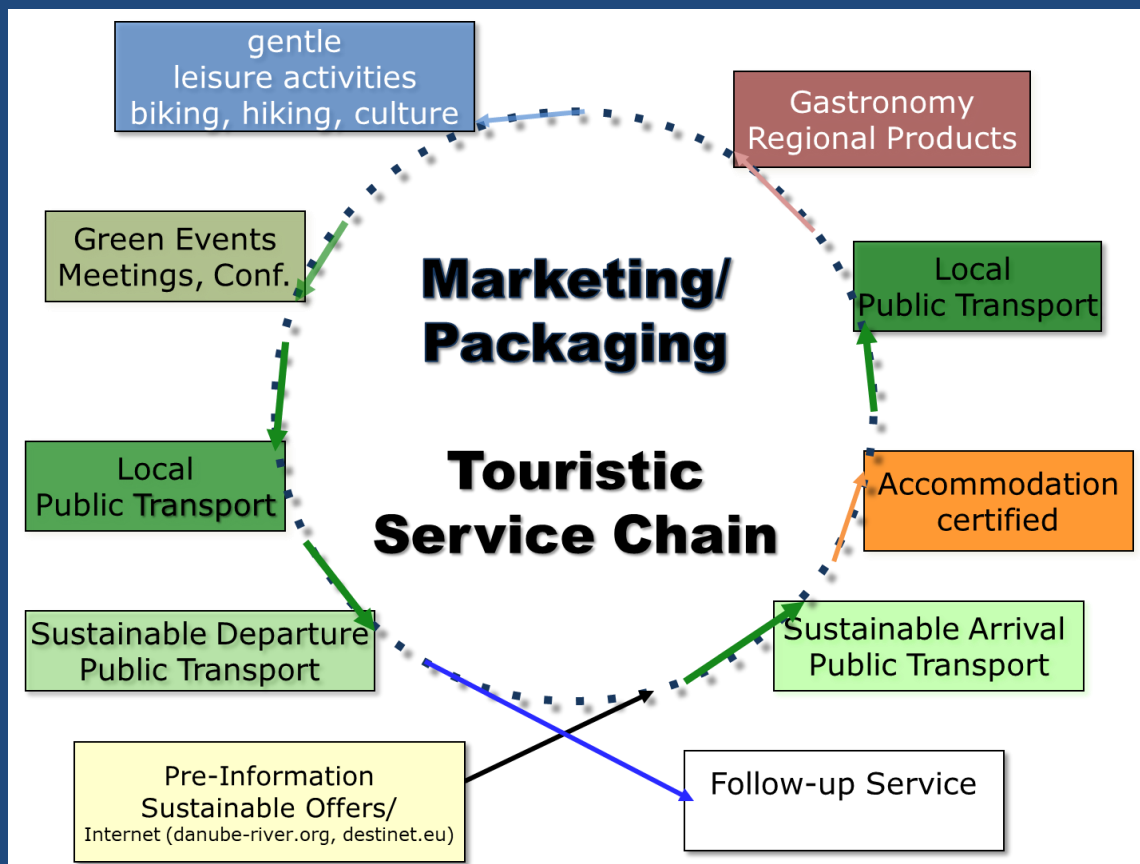 gentle
leisure activities
biking, hiking, culture
Gastronomy
Regional Products
Green Events
Meetings, Conf.
Marketing/
Packaging
Local
Public Transport
Touristic
Service Chain
Local
Public Transport
Accommodation
certified
Sustainable Departure
Public Transport
Sustainable Arrival
Public Transport
Pre-Information
Sustainable Offers/
Internet (danube-river.org, destinet.eu)
Follow-up Service